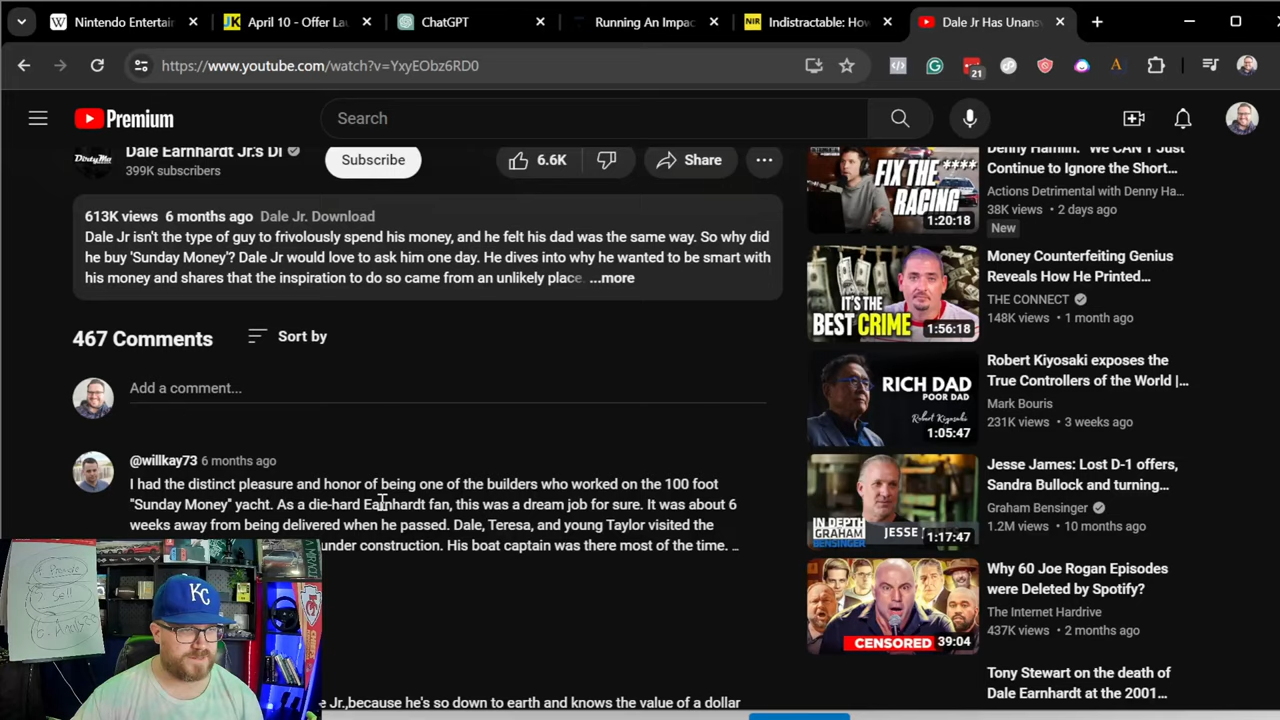 Nintendo Entertain
April 10 - Offer La
ChatGPT
Running An Impac
Indistractable: How
Dale Jr Has Unans
https://www.youtube.com/watch?v=YxyEObz6RD0
21
Premium
Search
Dale Earnhardt Jr.'s Di
399K subscribers
Subscribe
6.6K
Share
613K views 6 months ago Dale Jr. Download
Dale Jr isn't the type of guy to frivolously spend his money, and he felt his dad was the same way. So why did
he buy 'Sunday Money'? Dale Jr would love to ask him one day. He dives into why he wanted to be smart with
his money and shares that the inspiration to do so came from an unlikely place. ...more
467 Comments
Sort by
Add a comment...
@willkay73 6 months ago
I had the distinct pleasure and honor of being one of the builders who worked on the 100 foot
"Sunday Money" yacht. As a die-hard Earnhardt fan, this was a dream job for sure. It was about 6
weeks away from being delivered when he passed. Dale, Teresa, and young Taylor visited the
under construction. His boat captain was there most of the time. ..
e Jr.,because he's so down to earth and knows the value of a dollar
FIX THE ****
RACING
1:20:18
Denny Hamlin: "We CAN'T Just
Continue to Ignore the Short...
Actions Detrimental with Denny Ha...
38K views • 2 days ago
New
IT'S THE
BEST CRIME
1:56:18
Money Counterfeiting Genius
Reveals How He Printed...
THE CONNECT
148K views • 1 month ago
RICH DAD
POOR DAD
Robert Kiyosaki
1:05:47
Robert Kiyosaki exposes the
True Controllers of the World |...
Mark Bouris
231K views • 3 weeks ago
IN DEPTH
GRAHAM
BENSINGER
JESSE JAMES
1:17:47
Jesse James: Lost D-1 offers,
Sandra Bullock and turning...
Graham Bensinger
1.2M views • 10 months ago
CENSORED
39:04
Why 60 Joe Rogan Episodes
were Deleted by Spotify?
The Internet Hardrive
437K views • 2 months ago
Tony Stewart on the death of
Dale Earnhardt at the 2001...
KC